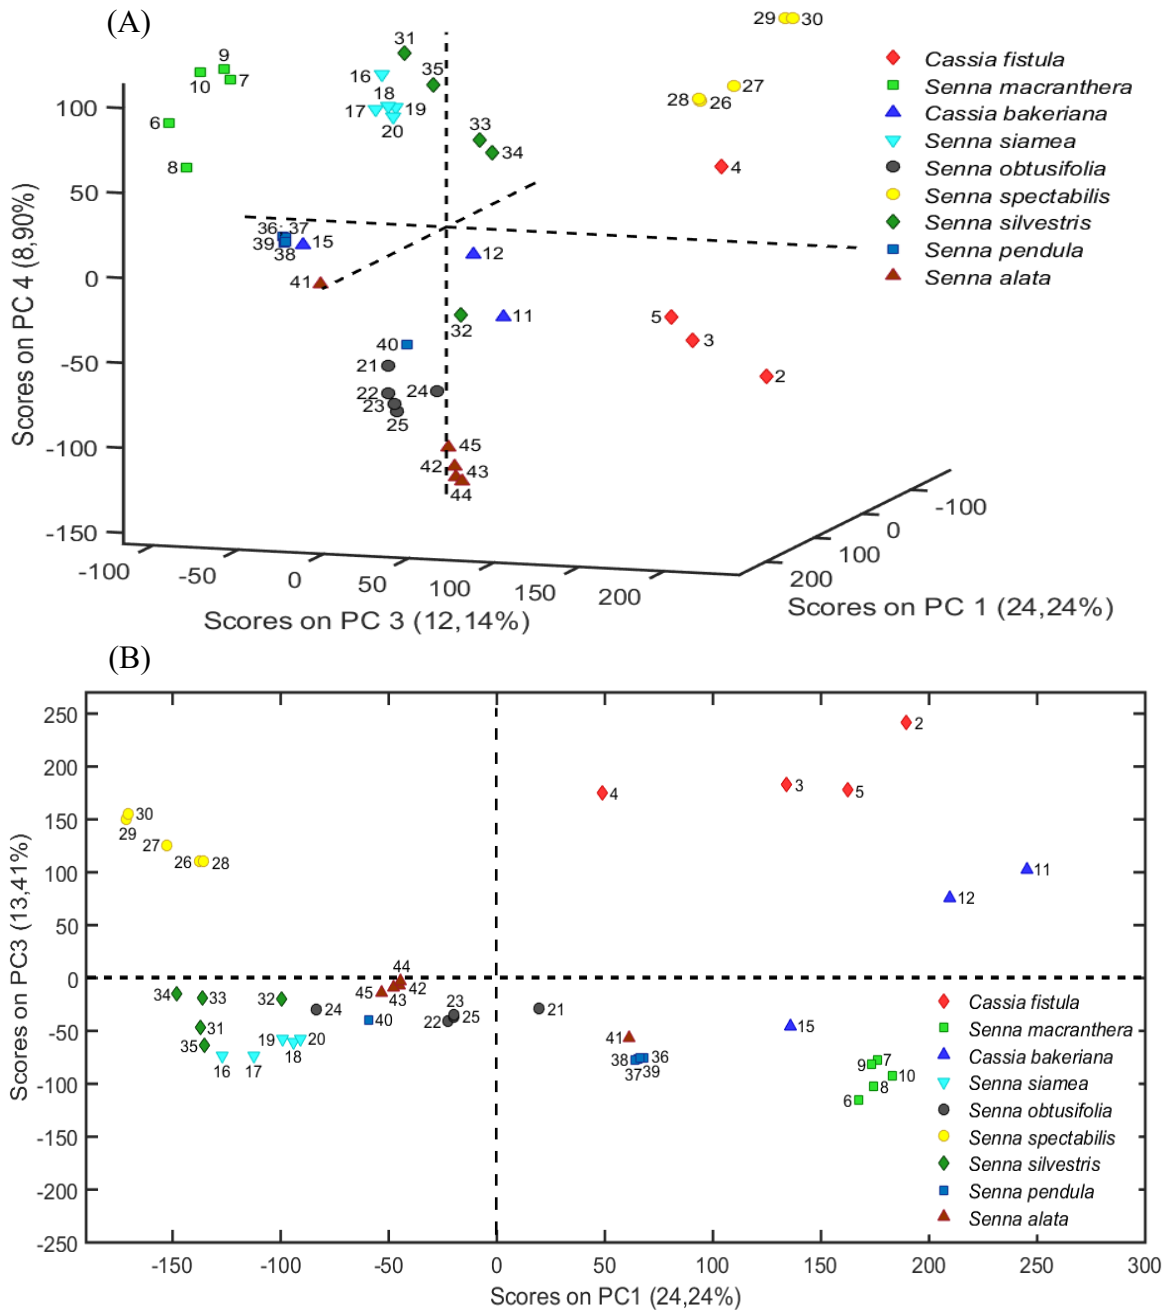 (A)
29 30
31
9
10 7
16
35
18
17 19
20
28 26 27
6
33
34
8
4
36 37
39 15
38
12
41
5
11
32
3
40
21
2
22 24
23
25
45
42 43
44
Cassia fistula
Senna macranthera
Cassia bakeriana
Senna siamea
Senna obtusifolia
Senna spectabilis
Senna silvestris
Senna pendula
Senna alata
100
50
0
-50
-100
-150
Scores on PC 4 (8,90%)
-100 -50 0 50 100 150 200
Scores on PC 3 (12,14%)
-100
0
100
200
Scores on PC 1 (24,24%)
(B)
250
200
150
100
50
0
-50
-100
-150
-200
-250
Scores on PC3 (13,41%)
2
3
5
4
30
29
27
26 28
11
12
44
34 33 32 45 43 42
24
23
40 22 25
21
31
35
19 20
18
16 17
15
41
38 36
37 39
7
9
10
8
6
Cassia fistula
Senna macranthera
Cassia bakeriana
Senna siamea
Senna obtusifolia
Senna spectabilis
Senna silvestris
Senna pendula
Senna alata
-150 -100 -50 0 50 100 150 200 250 300
Scores on PC1 (24,24%)